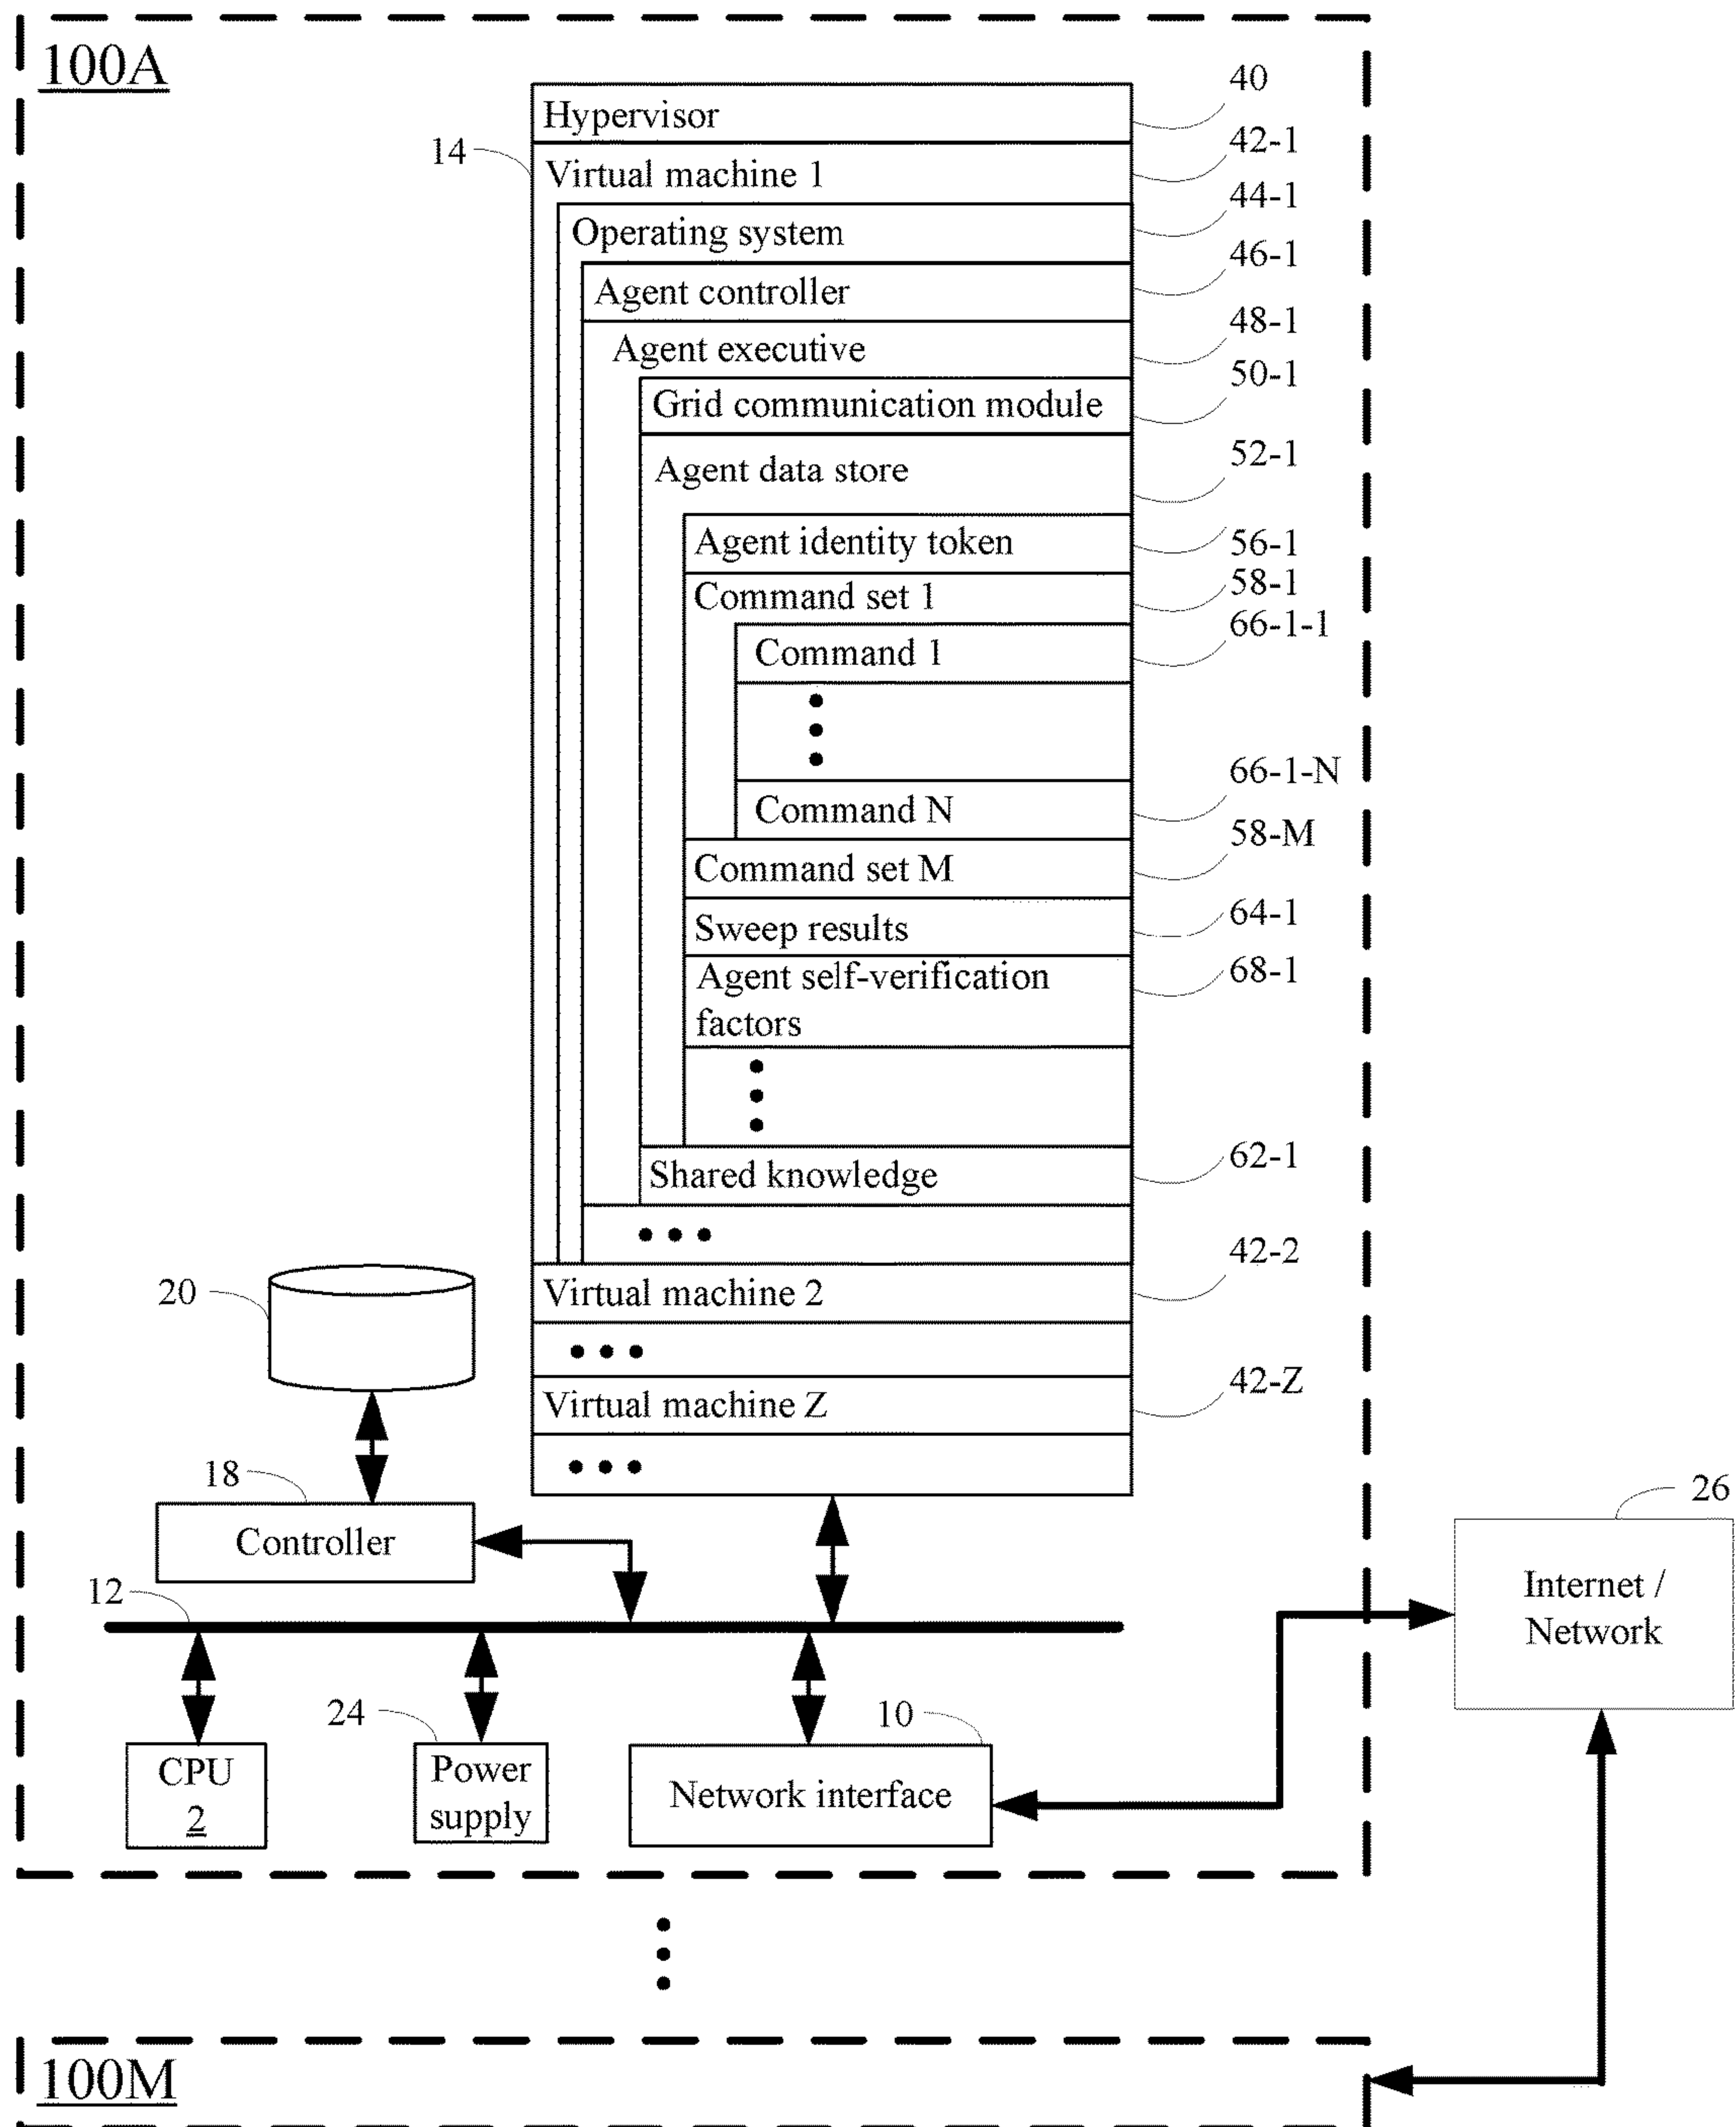 100A
40
Hypervisor
14
42-1
Virtual machine 1
44-1
Operating system
46-1
Agent controller
48-1
Agent executive
50-1
Grid communication module
52-1
Agent data store
56-1
Agent identity token
58-1
Command set 1
66-1-1
Command 1
66-1-N
Command N
58-M
Command set M
64-1
Sweep results
68-1
Agent self-verification
factors
62-1
Shared knowledge
42-2
20
Virtual machine 2
42-Z
Virtual machine Z
18
26
Controller
12
Internet /
Network
24
10
CPU
2
Power
supply
Network interface
100M